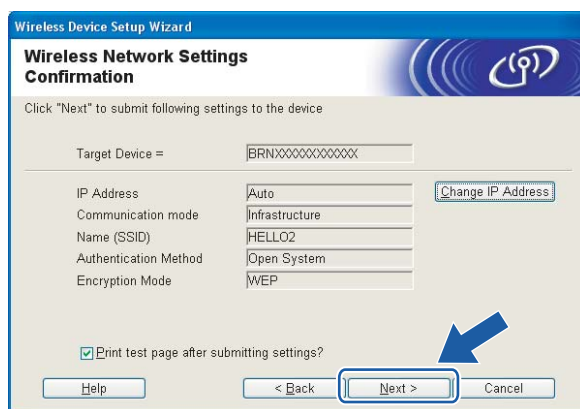 Wireless Device Setup Wizard
Wireless Network Settings
Confirmation
Click "Next" to submit following settings to the device
Target Device = BRNXXXXXXXXXXXX
IP Address Auto Change IP Address
Communication mode Infrastructure
Name (SSID) HELLO2
Authentication Method Open System
Encryption Mode WEP
Print test page after submitting settings?
Help < Back Next > Cancel